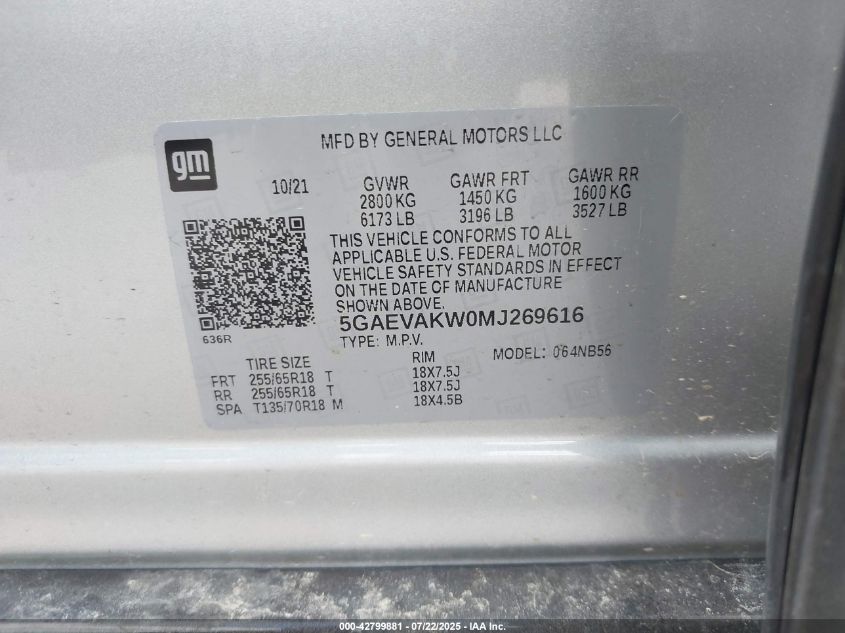 gm
MFD BY GENERAL MOTORS LLC
10/21
GVWR
2800 KG
6173 LB
GAWR FRT
1450 KG
3196 LB
GAWR RR
1600 KG
3527 LB
THIS VEHICLE CONFORMS TO ALL
APPLICABLE U.S. FEDERAL MOTOR
VEHICLE SAFETY STANDARDS IN EFFECT
ON THE DATE OF MANUFACTURE
SHOWN ABOVE.
636R
5GAEVAKW0MJ269616
TYPE: M.P.V.
MODEL: 064NB56
TIRE SIZE RIM
FRT 255/65R18 T 18X7.5J
RR 255/65R18 T 18X7.5J
SPA T135/70R18 M 18X4.5B
000-42799881 - 07/22/2025 - IAA Inc.